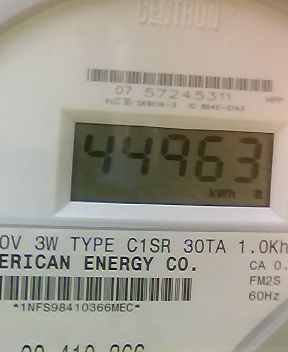 CENTRON®
07 57245311
44963
kWh
0V 3W TYPE C1SR 30TA 1.0Kh
ERICAN ENERGY CO.
CA 0.
FM2S
60Hz
*1NFS98410366MEC*